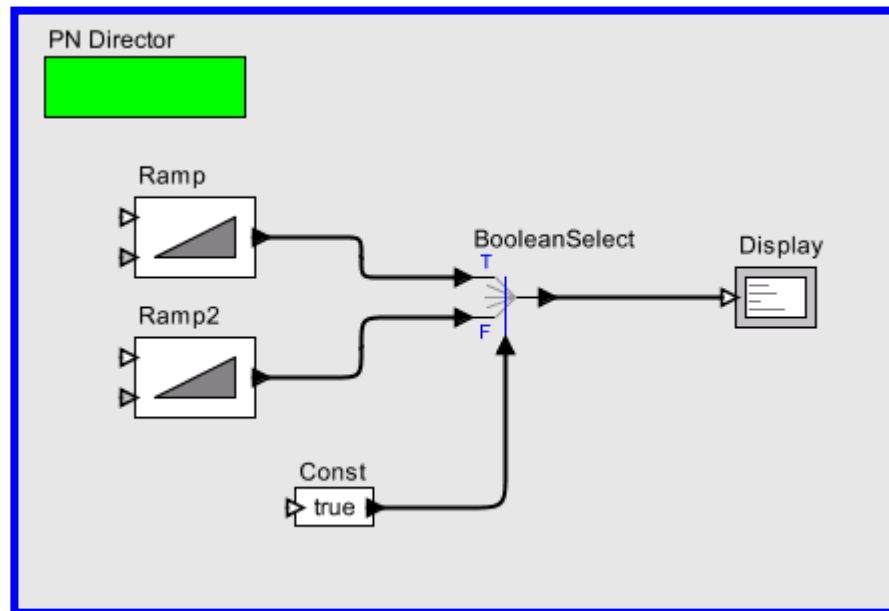 PN Director
Ramp
BooleanSelect
T
Display
Ramp2
F
Const
true